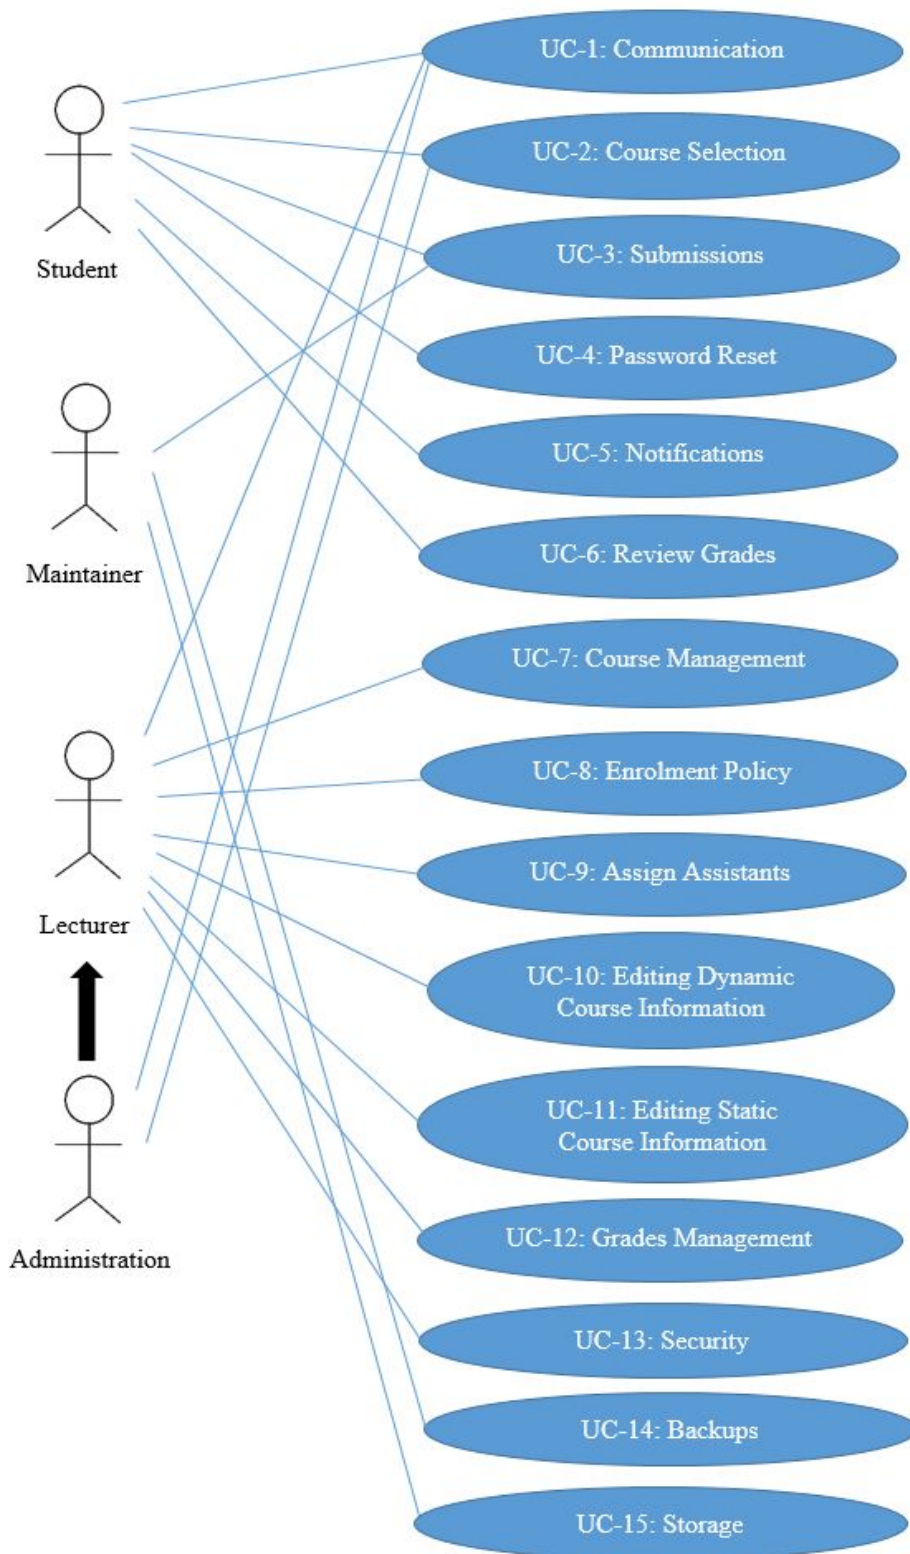 UC-1: Communication
UC-2: Course Selection
UC-3: Submissions
Student
UC-4: Password Reset
UC-5: Notifications
UC-6: Review Grades
Maintainer
UC-7: Course Management
UC-8: Enrolment Policy
UC-9: Assign Assistants
Lecturer
UC-10: Editing Dynamic
Course Information
UC-11: Editing Static
Course Information
UC-12: Grades Management
Administration
UC-13: Security
UC-14: Backups
UC-15: Storage